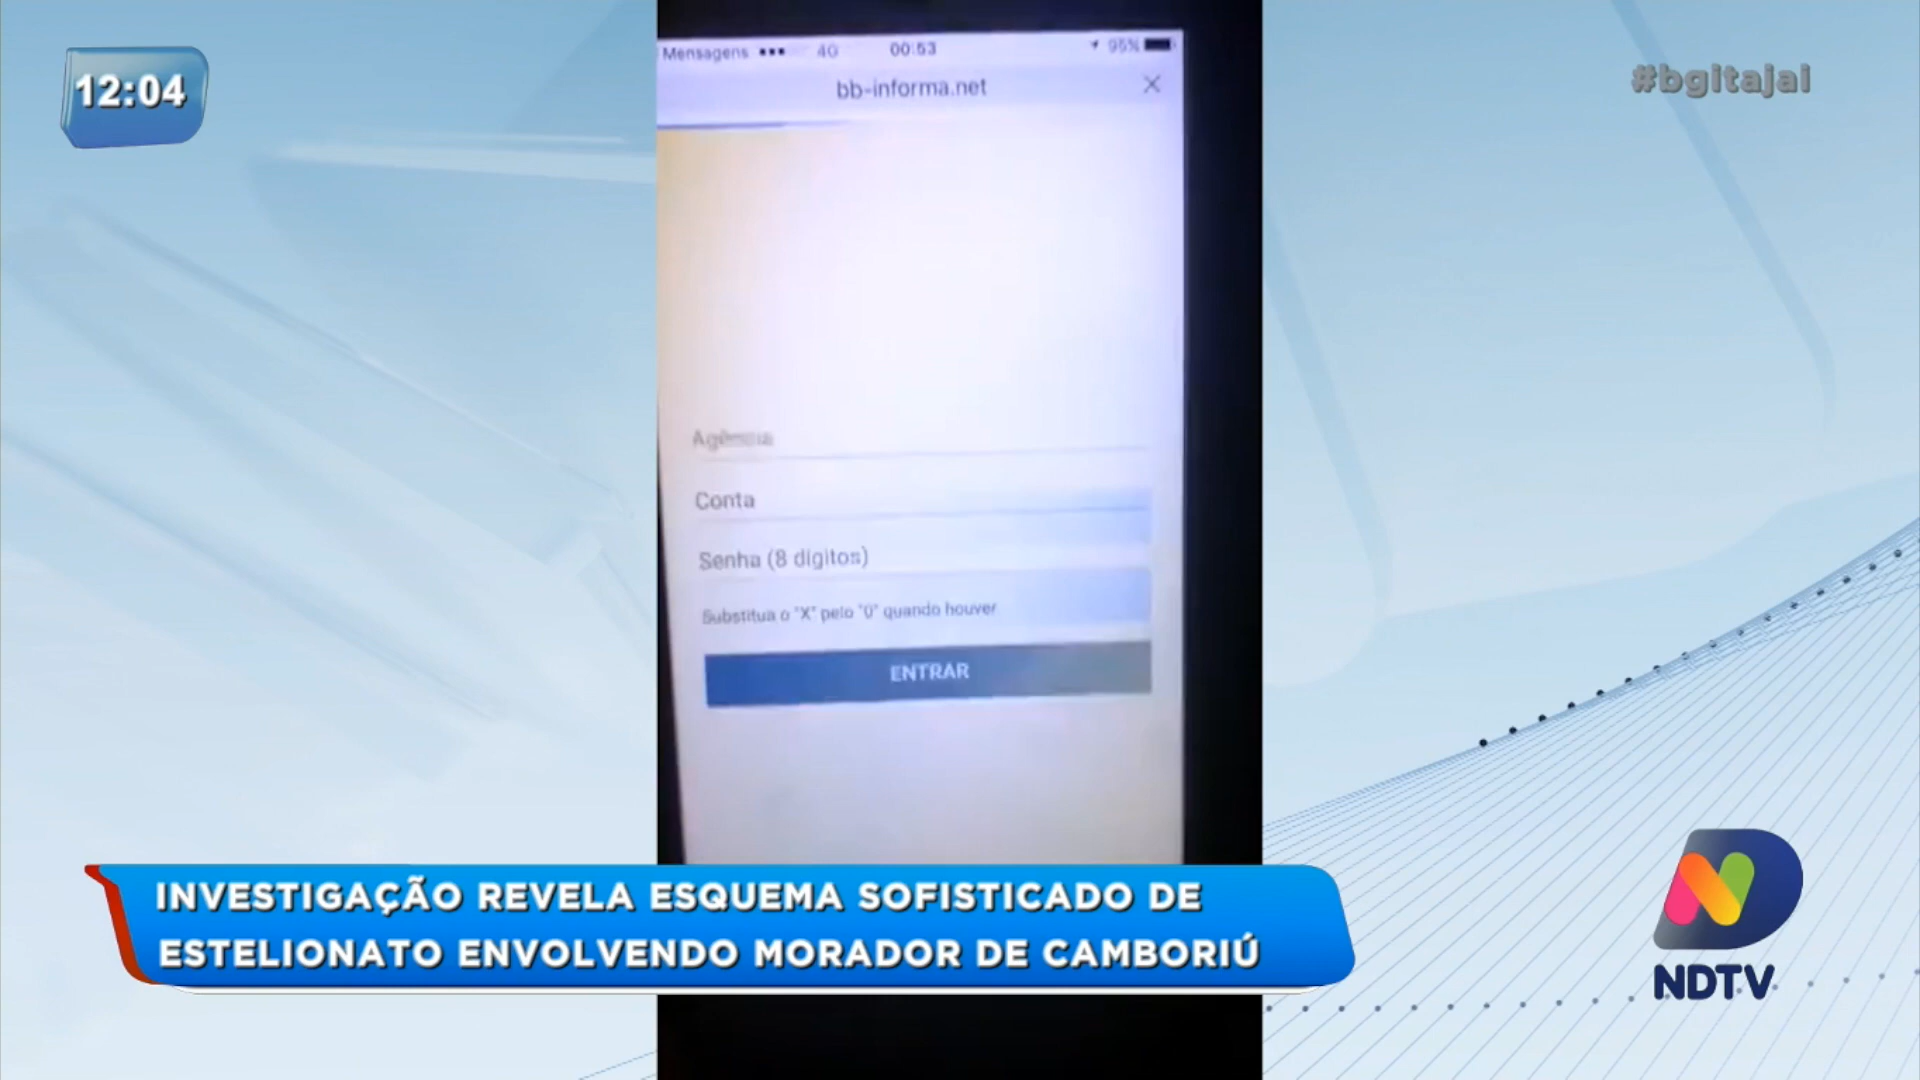 12:04
Mensagens 4G 00:53 95%
bb-informa.net
#bgitajai
Agência
Conta
Senha (8 dígitos)
Substitua o "X" pelo "0" quando houver
ENTRAR
INVESTIGAÇÃO REVELA ESQUEMA SOFISTICADO DE
ESTELIONATO ENVOLVENDO MORADOR DE CAMBORIÚ
NDTV